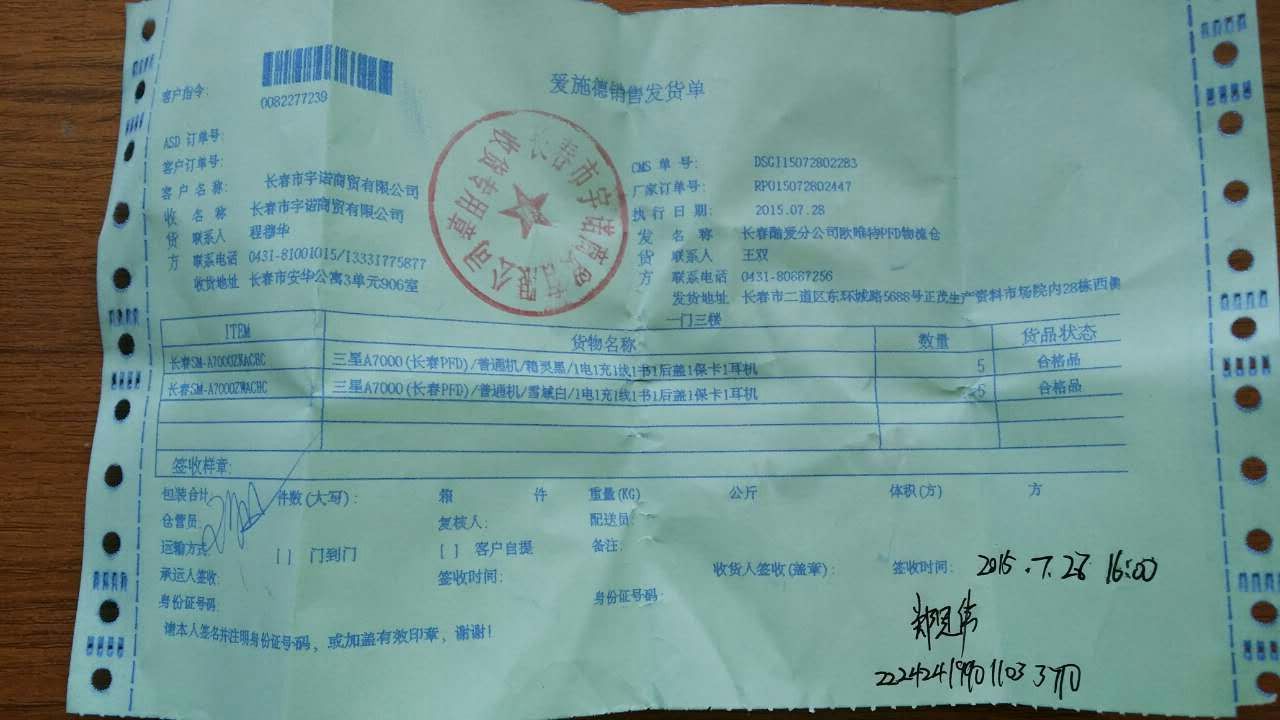 爱施德销售发货单
客户指令:
0082277239
ASD 订单号:
客户订单号:
客户名称: 长春市宇诺商贸有限公司
收 名称 长春市宇诺商贸有限公司
货 联系人 程德华
方 联系电话 0431-81001015/13331775877
收货地址 长春市安华公寓3单元906室
CMS 单号: DSGI15072802283
厂家订单号: RPO15072802447
执行日期: 2015.07.28
发 名称 长春酷爱分公司欧唯特PFD物流仓
货 联系人 王双
方 联系电话 0431-80887256
发货地址 长春市二道区东环城路5688号正茂生产资料市场院内28栋西侧
一门三楼
长春市宇诺商贸有限公司
收货专用章
ITEM 货物名称 数量 货品状态
长春SM-A7000ZKACHC 三星A7000(长春PFD)/普通机/精灵黑/1电1充1线1书1后盖1保卡1耳机 5 合格品
长春SM-A7000ZWACHC 三星A7000(长春PFD)/普通机/雪域白/1电1充1线1书1后盖1保卡1耳机 5 合格品
签收样章:
包装合计 件数(大写): 箱 件 重量(KG) 公斤 体积(方) 方
仓管员: 复核人: 配送员:
运输方式 [ ] 门到门 [ ] 客户自提 备注:
承运人签收: 签收时间: 收货人签收(盖章): 签收时间: 2015.7.28 16:00
身份证号码: 身份证号码:
请本人签名并注明身份证号码，或加盖有效印章，谢谢！